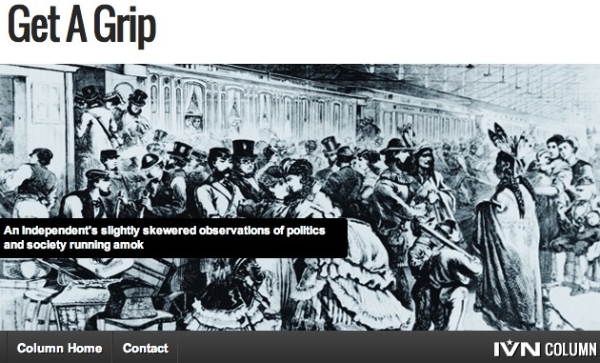 Get A Grip
An Independent's slightly skewered observations of politics
and society running amok
Column Home Contact IVN COLUMN